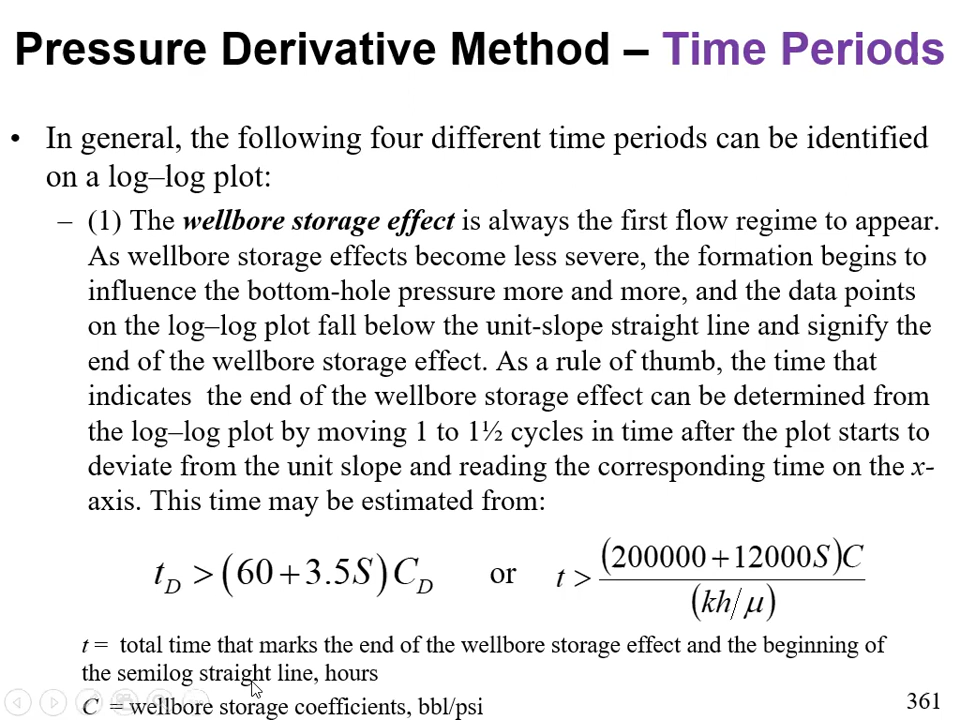 Pressure Derivative Method – Time Periods
• In general, the following four different time periods can be identified
on a log–log plot:
– (1) The wellbore storage effect is always the first flow regime to appear.
As wellbore storage effects become less severe, the formation begins to
influence the bottom-hole pressure more and more, and the data points
on the log–log plot fall below the unit-slope straight line and signify the
end of the wellbore storage effect. As a rule of thumb, the time that
indicates the end of the wellbore storage effect can be determined from
the log–log plot by moving 1 to 1½ cycles in time after the plot starts to
deviate from the unit slope and reading the corresponding time on the x-
axis. This time may be estimated from:
t_D > (60 + 3.5S) C_D or t > (200000 + 12000S)C / (kh/μ)
t = total time that marks the end of the wellbore storage effect and the beginning of
the semilog straight line, hours
C = wellbore storage coefficients, bbl/psi
361